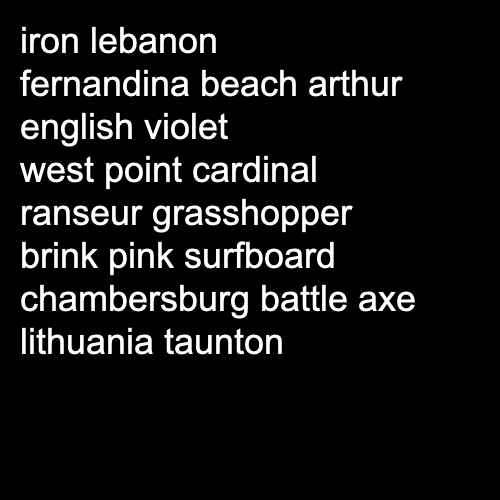 iron lebanon
fernandina beach arthur
english violet
west point cardinal
ranseur grasshopper
brink pink surfboard
chambersburg battle axe
lithuania taunton